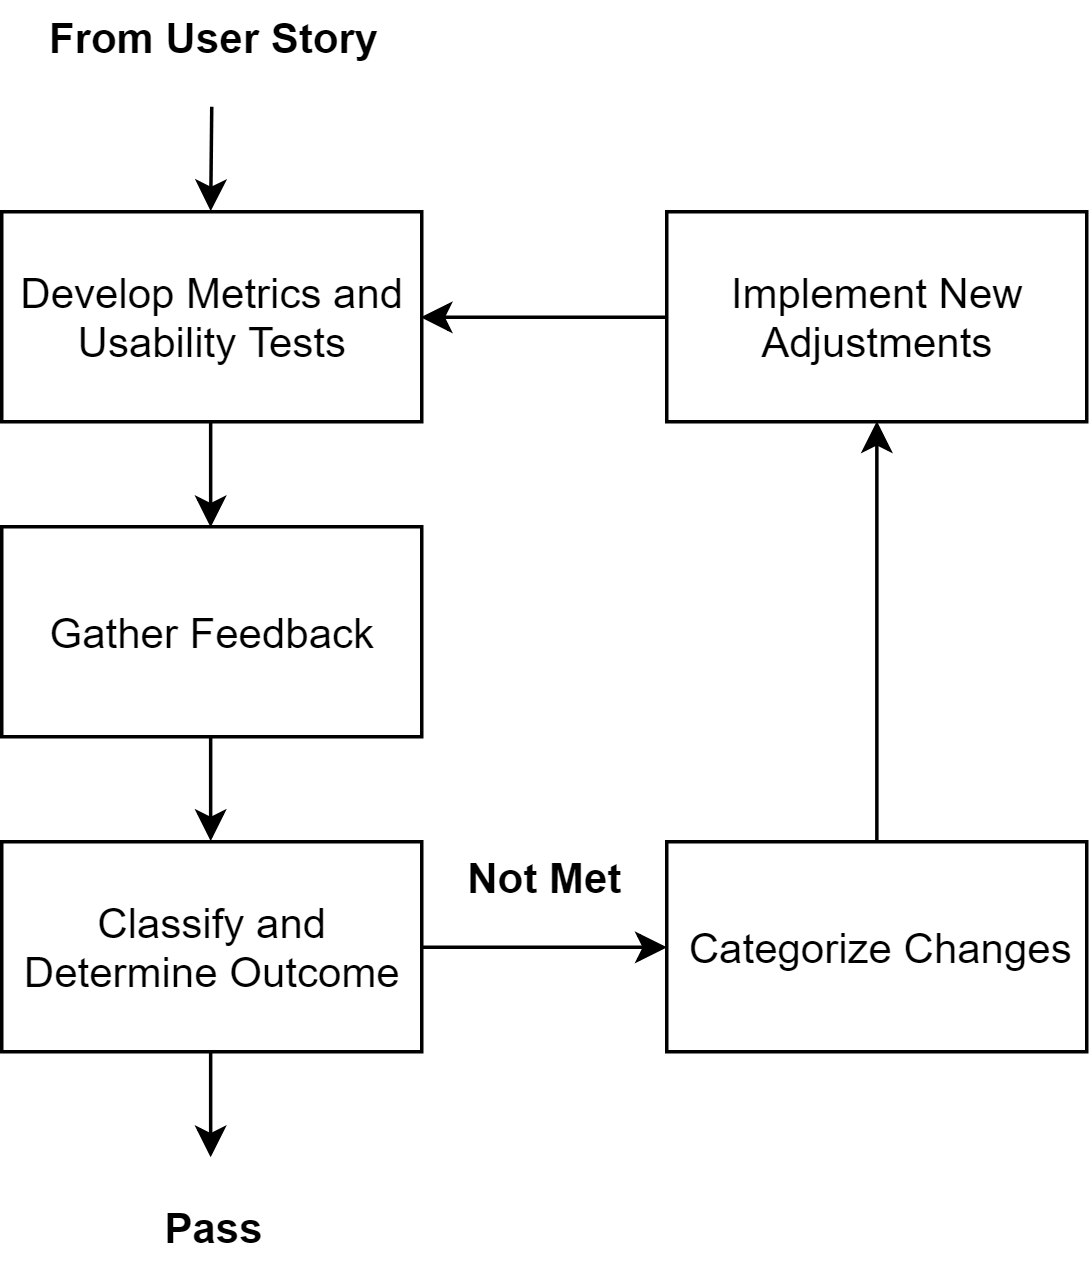 From User Story
Develop Metrics and
Usability Tests
Implement New
Adjustments
Gather Feedback
Classify and
Determine Outcome
Not Met
Categorize Changes
Pass